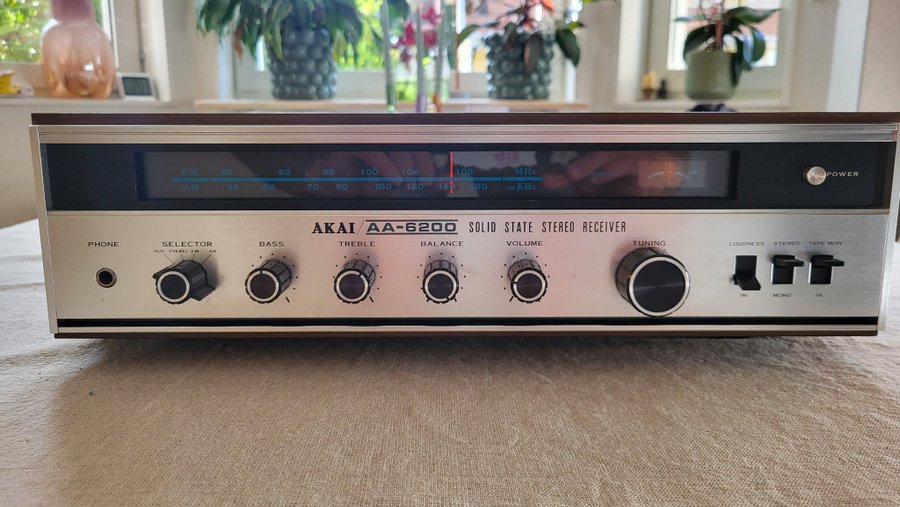 FM 88 . 92 . 96 . 100 . 104 . 108 MHz
AM 54 60 70 80 100 120 140 160 ×10 KHz
STEREO
POWER
AKAI/AA-6200 SOLID STATE STEREO RECEIVER
PHONE SELECTOR BASS TREBLE BALANCE VOLUME TUNING LOUDNESS STEREO TAPE MON
AUX PHONO FM AM
IN MONO IN